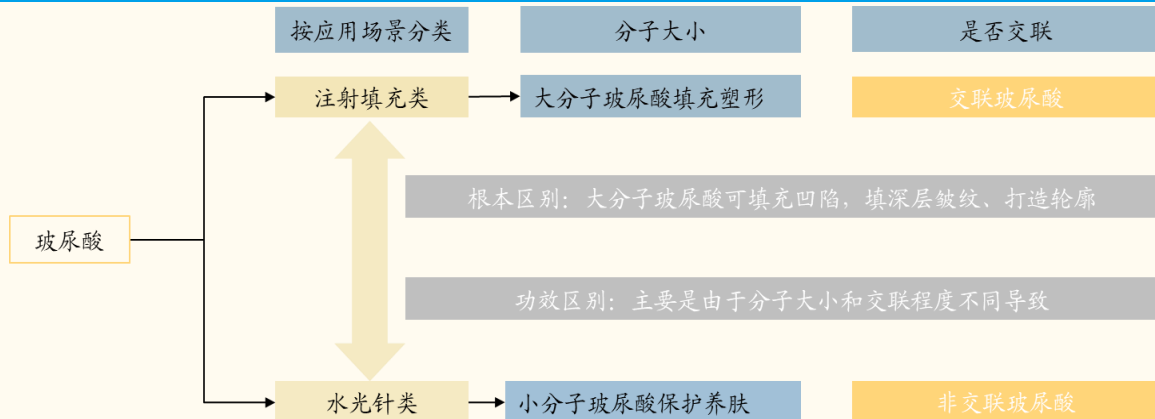 按应用场景分类
分子大小
是否交联
注射填充类
大分子玻尿酸填充塑形
交联玻尿酸
根本区别：大分子玻尿酸可填充凹陷，填深层皱纹、打造轮廓
玻尿酸
功效区别：主要是由于分子大小和交联程度不同导致
水光针类
小分子玻尿酸保护养肤
非交联玻尿酸